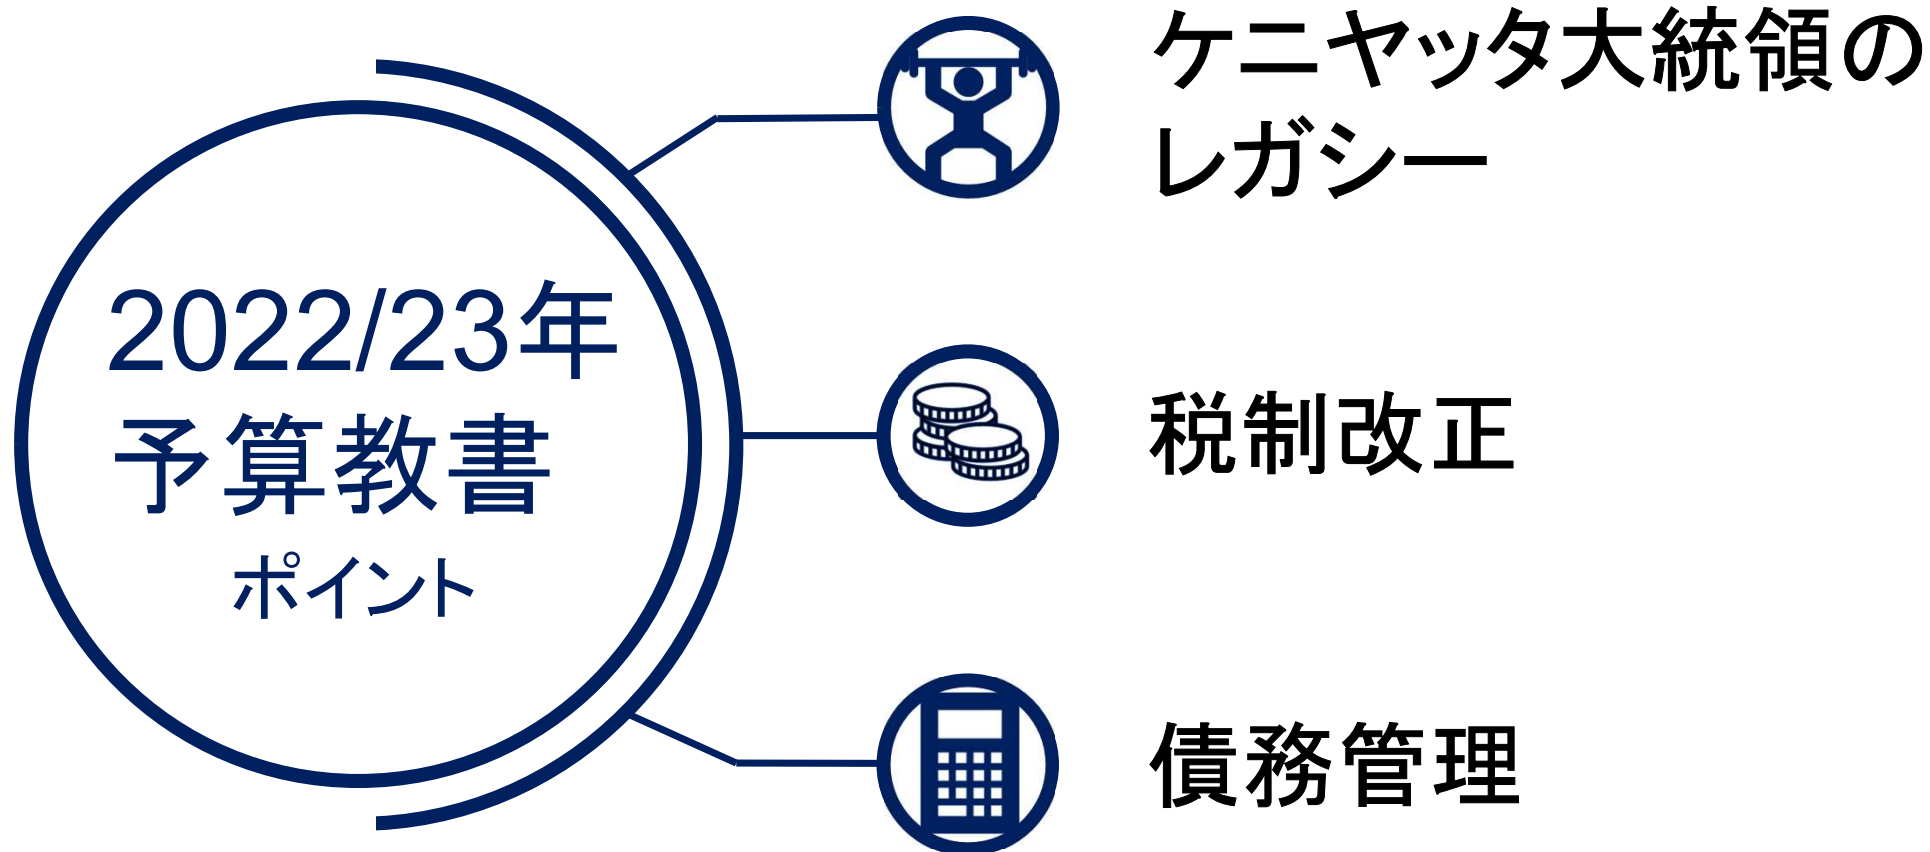 2022/23年
予算教書
ポイント
ケニヤッタ大統領の
レガシー
税制改正
債務管理